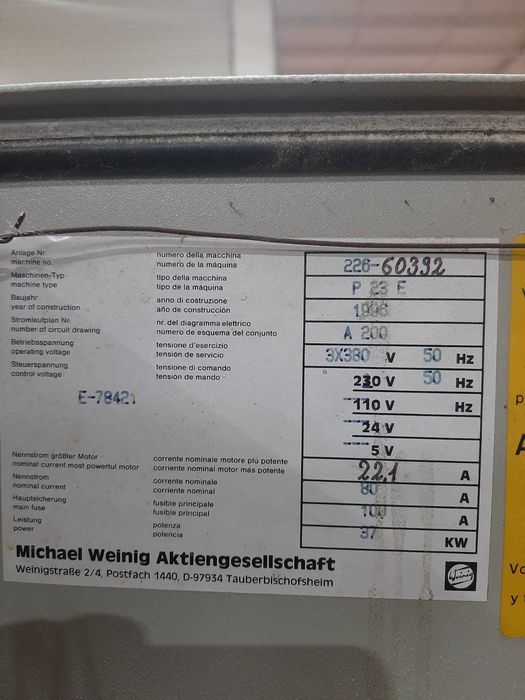 Anlage Nr. numero della macchina 226-60392
machine no. numero de la máquina
Maschinen-Typ tipo della macchina P 23 E
machine type tipo de la máquina
Baujahr anno di costruzione 1996
year of construction año de construcción
Stromlaufplan Nr. nr. del diagramma elettrico A 200
number of circuit drawing número de esquema del conjunto
Betriebsspannung tensione d'esercizio 3X380 V 50 Hz
operating voltage tensión de servicio
Steuerspannung tensione di comando 230 V 50 Hz
control voltage tensión de mando
E-78421 110 V Hz
24 V
5 V
Nennstrom größter Motor corrente nominale motore più potente 22,1 A
nominal current most powerful motor corriente nominal motor más potente
Nennstrom corrente nominale 80 A
nominal current corriente nominal
Hauptsicherung fusibile principale 100 A
main fuse fusible principal
Leistung potenza 37 KW
power potencia
Michael Weinig Aktiengesellschaft
Weinigstraße 2/4, Postfach 1440, D-97934 Tauberbischofsheim
Weinig